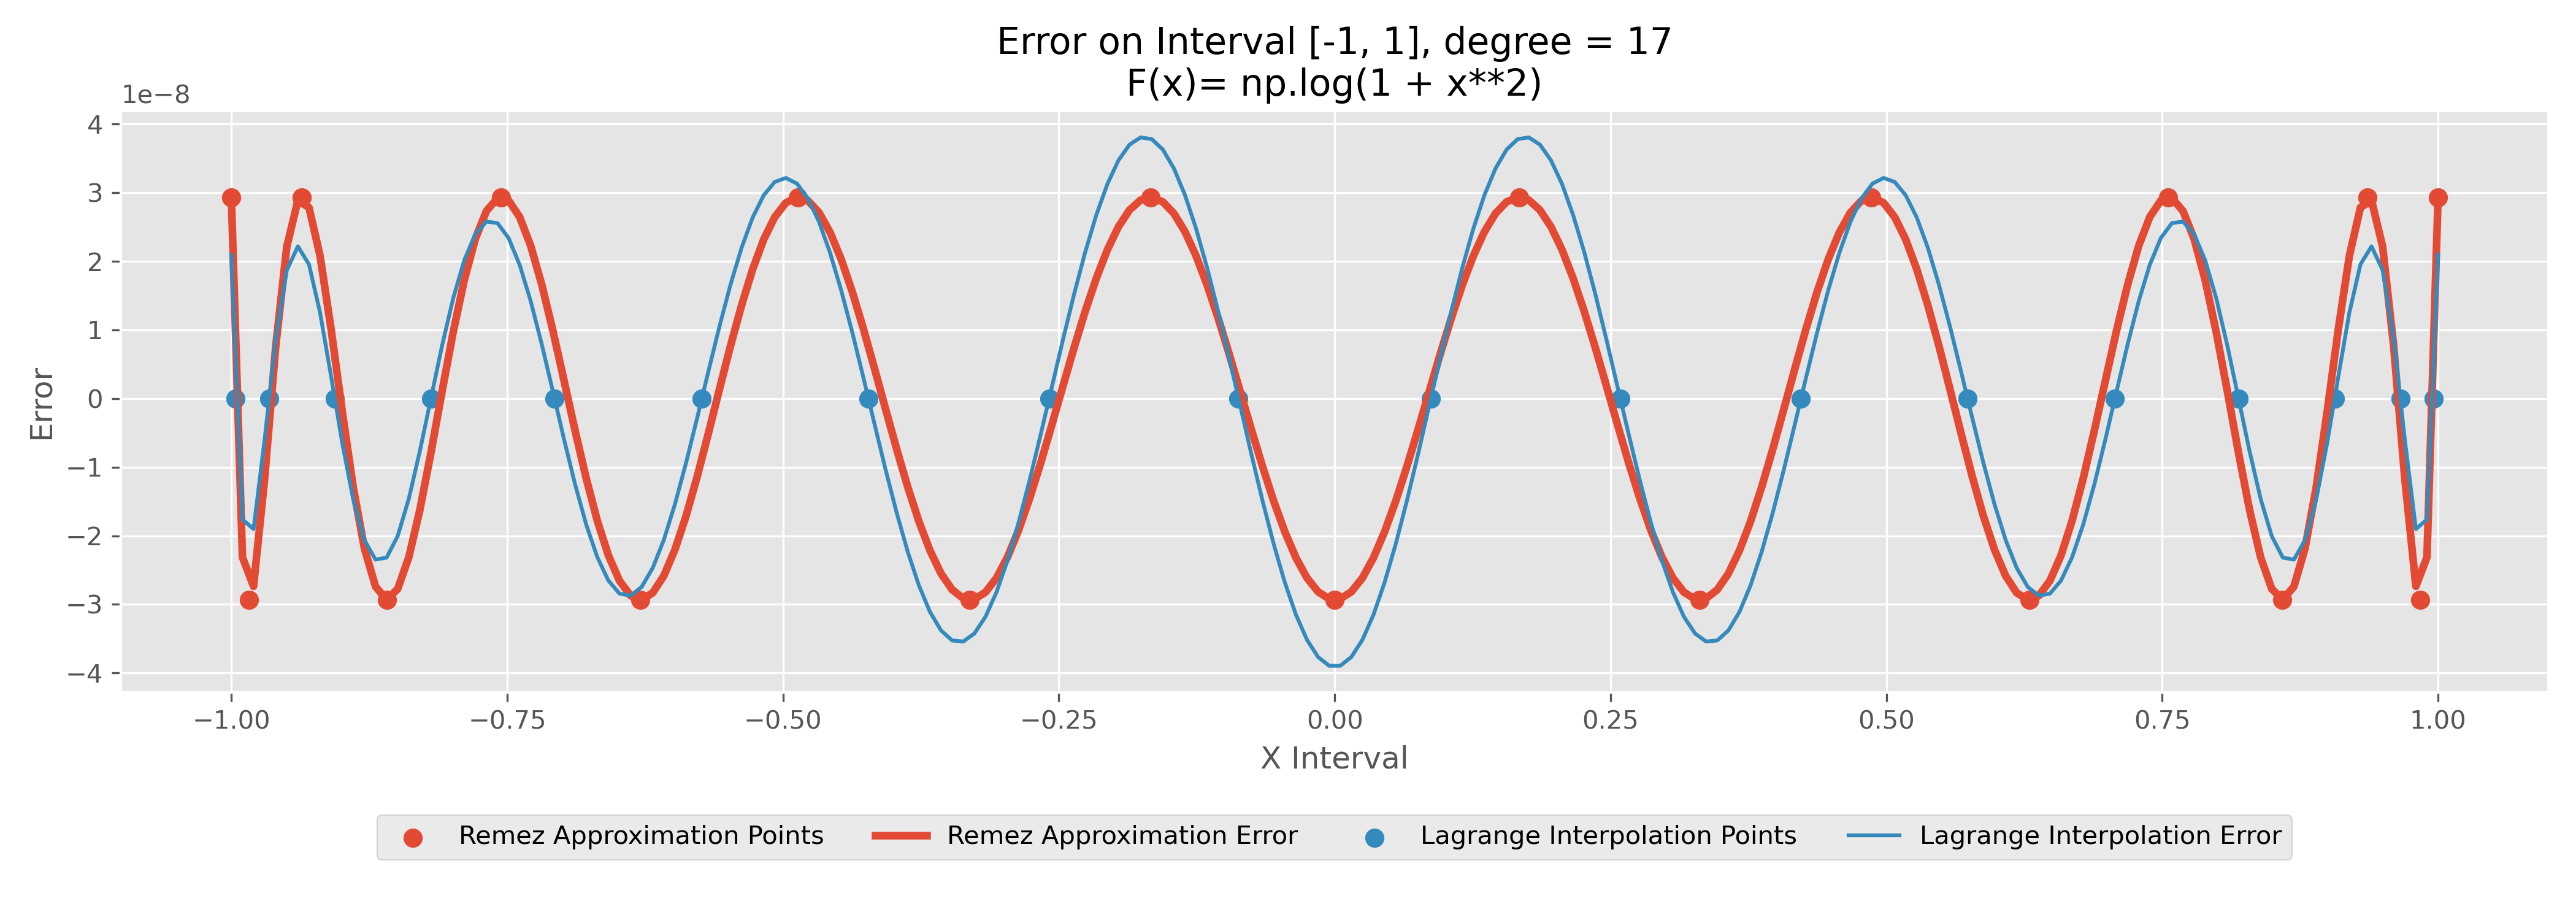 Error on Interval [-1, 1], degree = 17
F(x)= np.log(1 + x**2)
1e−8
4
3
2
1
0
−1
−2
−3
−4
Error
−1.00 −0.75 −0.50 −0.25 0.00 0.25 0.50 0.75 1.00
X Interval
Remez Approximation Points Remez Approximation Error Lagrange Interpolation Points Lagrange Interpolation Error